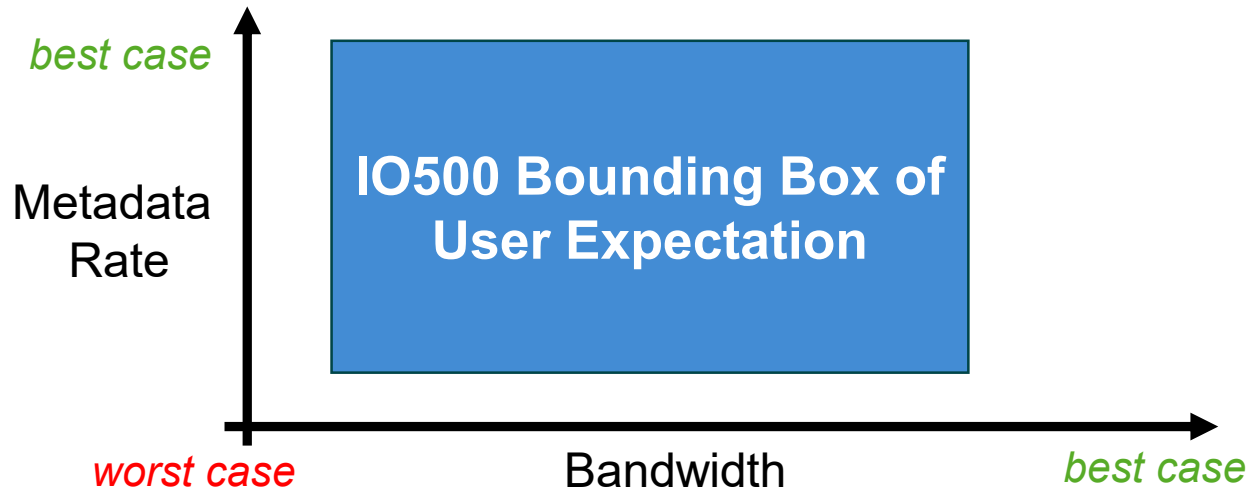 best case
IO500 Bounding Box of
User Expectation
Metadata
Rate
worst case
Bandwidth
best case